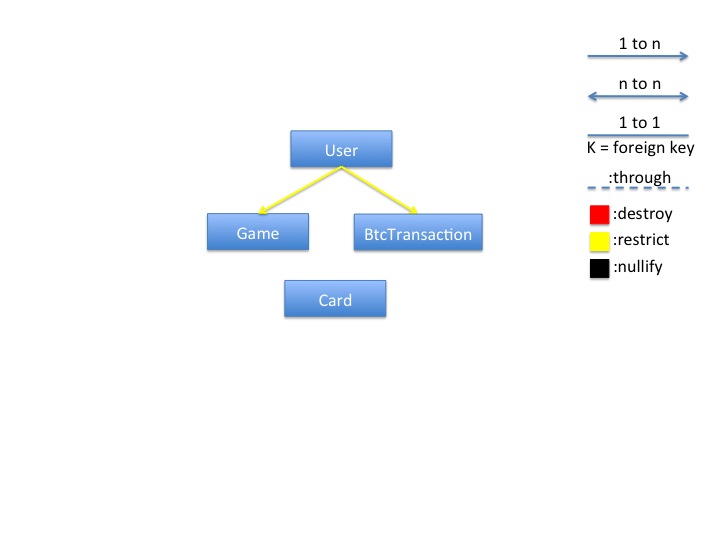 1 to n
n to n
1 to 1
K = foreign key
:through
:destroy
:restrict
:nullify
User
Game
BtcTransaction
Card